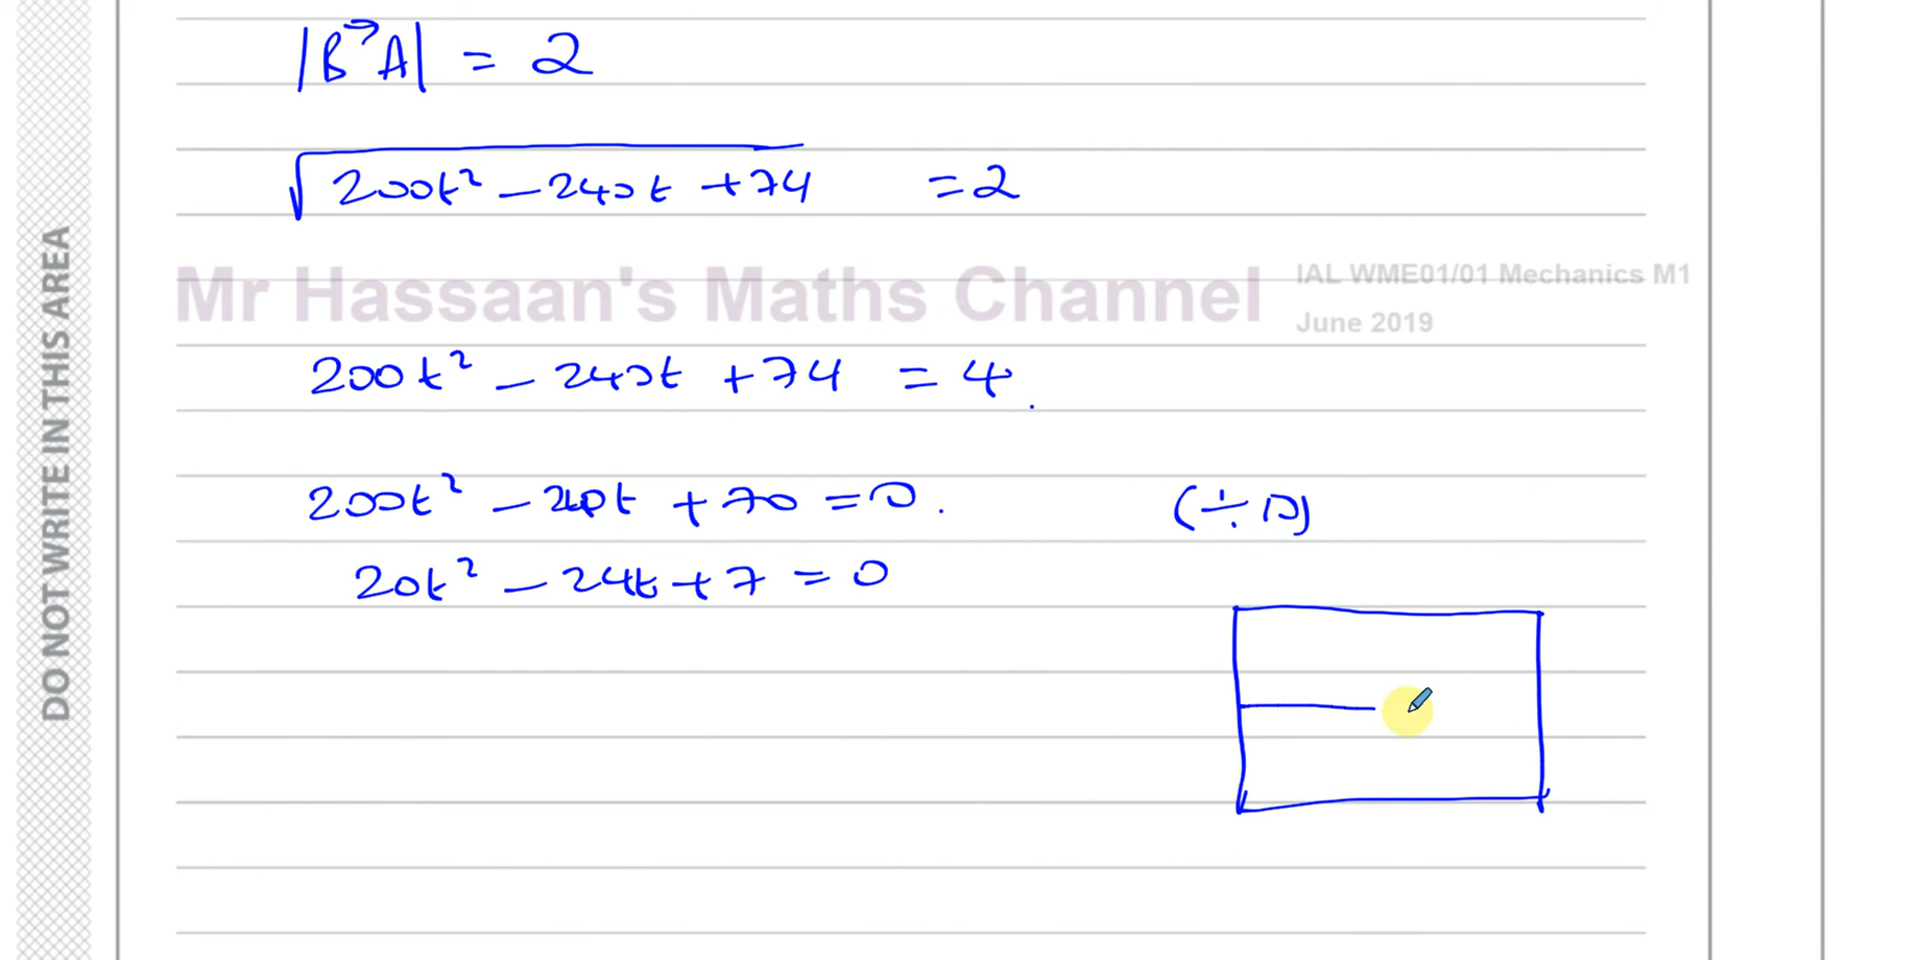 |B⃗A| = 2
√200t² - 240t + 74 = 2
Mr Hassaan's Maths Channel
IAL WME01/01 Mechanics M1
June 2019
200t² - 240t + 74 = 4.
200t² - 240t + 70 = 0. (÷ 10)
20t² - 24t + 7 = 0
DO NOT WRITE IN THIS AREA